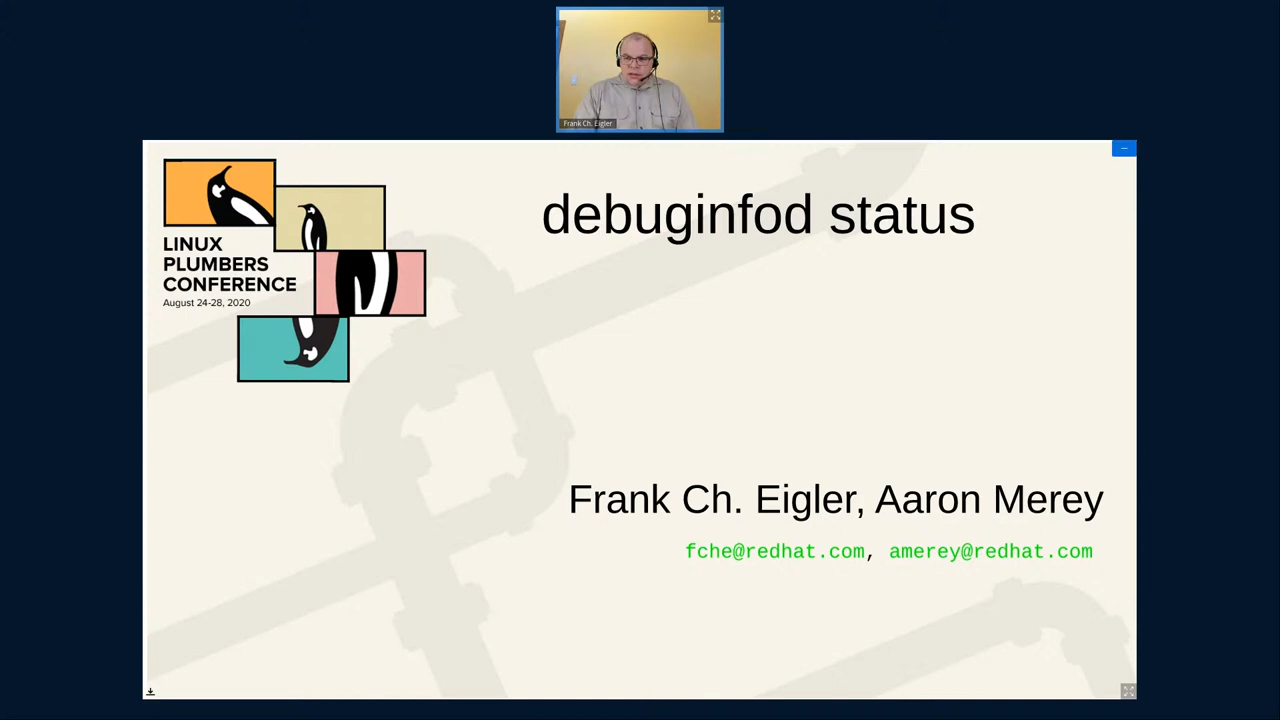 Frank Ch. Eigler
debuginfod status
LINUX
PLUMBERS
CONFERENCE
August 24-28, 2020
Frank Ch. Eigler, Aaron Merey
fche@redhat.com, amerey@redhat.com